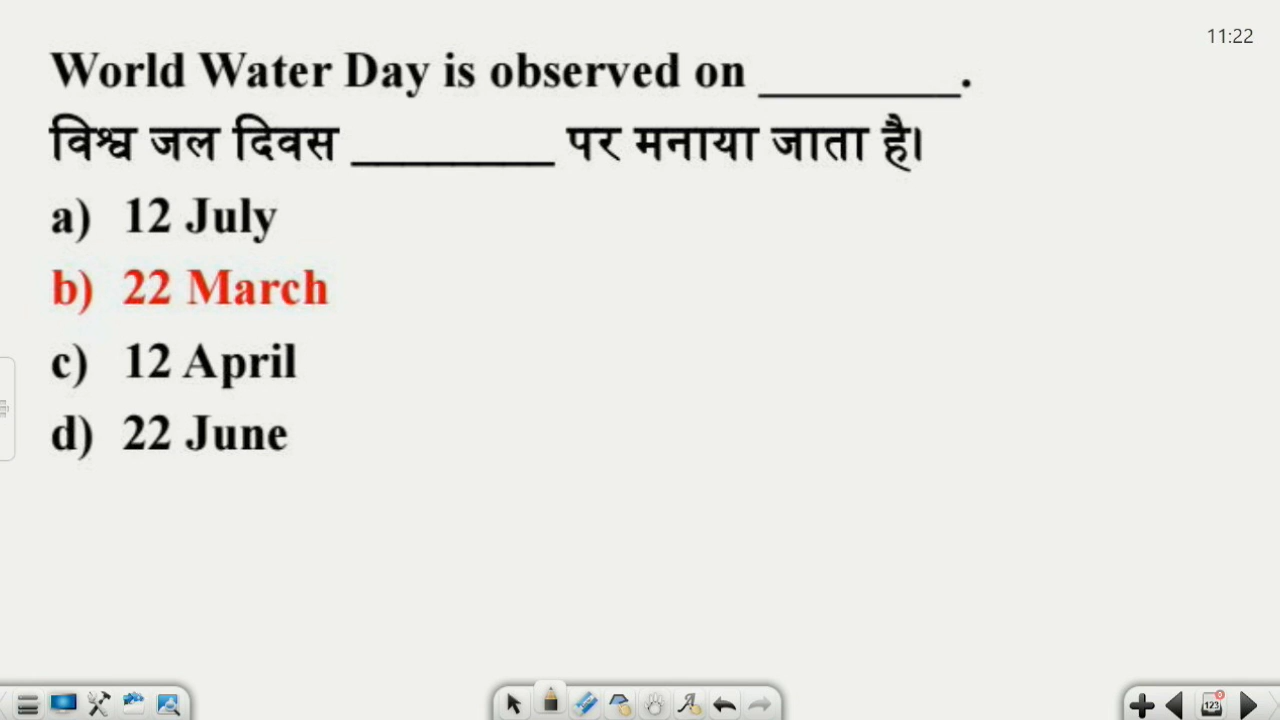 11:22
World Water Day is observed on ________.
विश्व जल दिवस ________ पर मनाया जाता है।
a) 12 July
b) 22 March
c) 12 April
d) 22 June
123